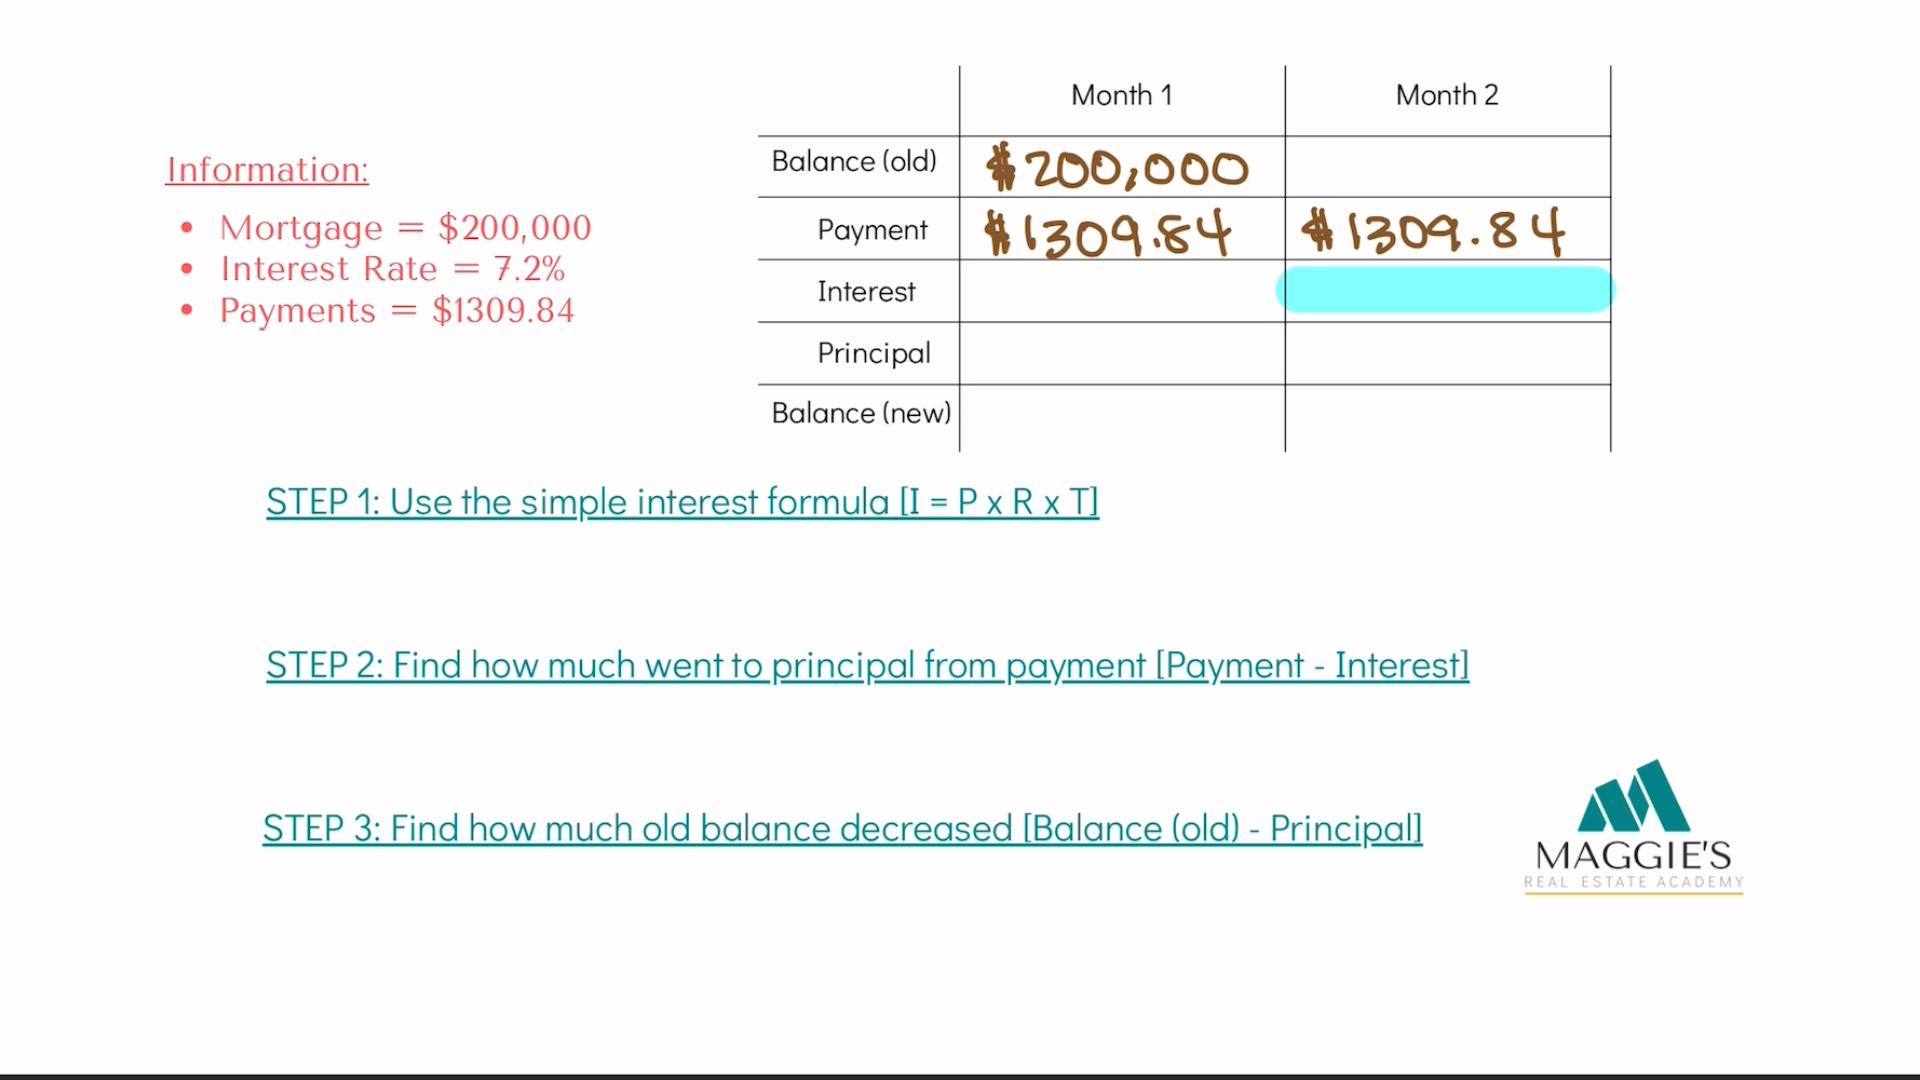 Month 1 Month 2
Balance (old) $200,000
Payment $1309.84 $1309.84
Interest
Principal
Balance (new)
Information:
• Mortgage = $200,000
• Interest Rate = 7.2%
• Payments = $1309.84
STEP 1: Use the simple interest formula [I = P x R x T]
STEP 2: Find how much went to principal from payment [Payment - Interest]
STEP 3: Find how much old balance decreased [Balance (old) - Principal]
MAGGIE'S
REAL ESTATE ACADEMY